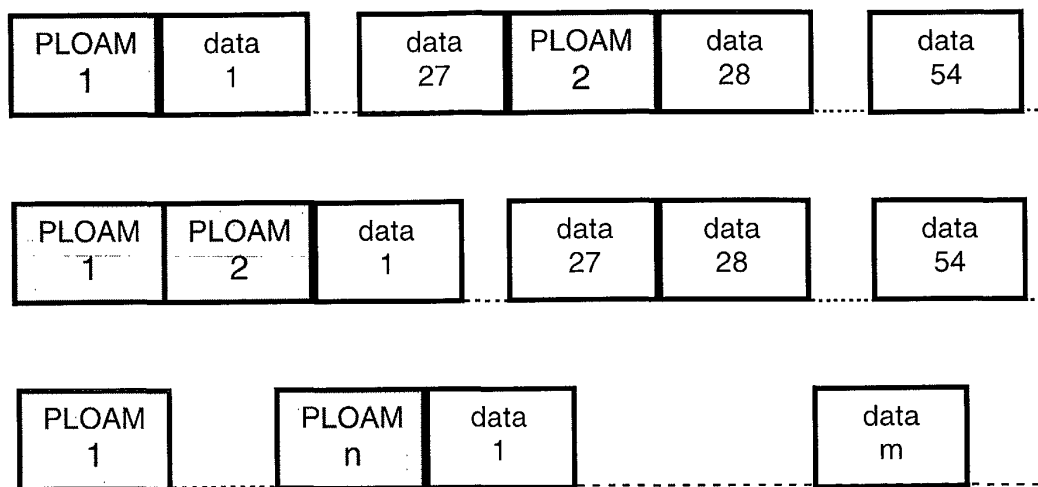 PLOAM data data PLOAM data data
1 1 27 2 28 54
PLOAM PLOAM data data data data
1 2 1 27 28 54
PLOAM PLOAM data data
1 n 1 m